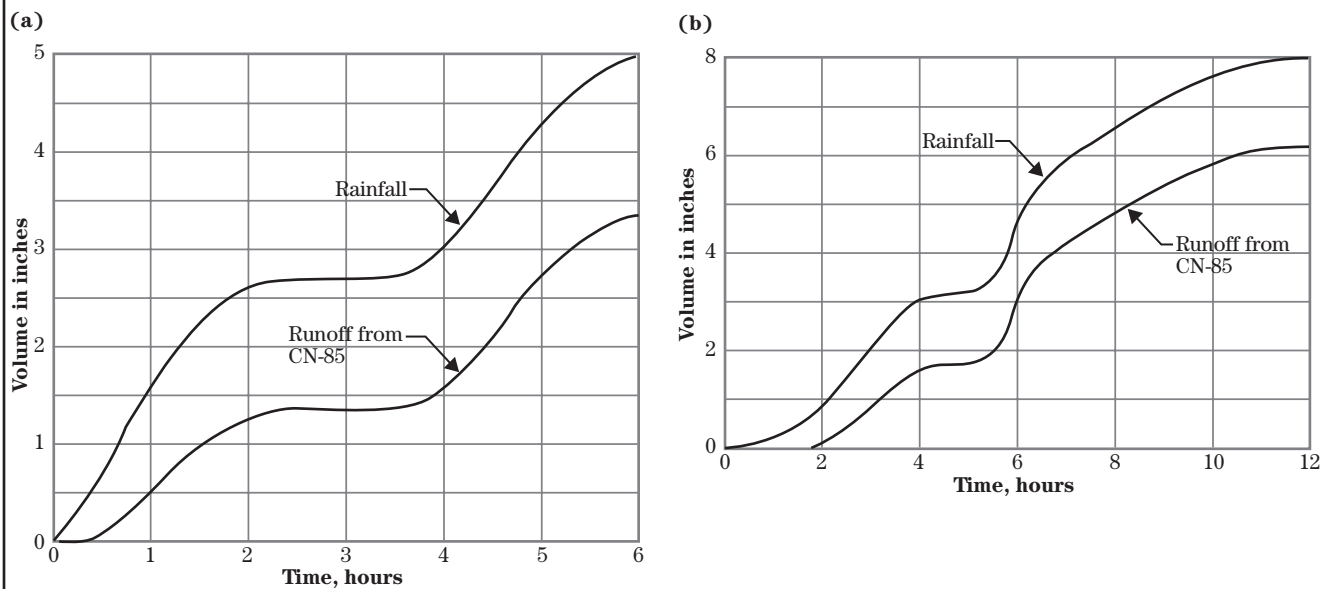 (a)
5
4
3
2
1
0
Volume in inches
Rainfall
Runoff from
CN-85
0 1 2 3 4 5 6
Time, hours
(b)
8
6
4
2
0
Volume in inches
Rainfall
Runoff from
CN-85
0 2 4 6 8 10 12
Time, hours